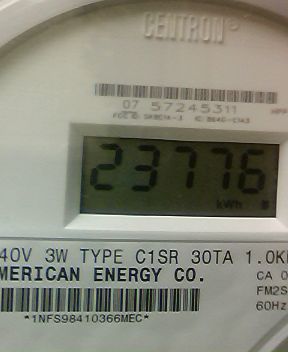 CENTRON®
07 57245311
23776
kWh
40V 3W TYPE C1SR 30TA 1.0K
MERICAN ENERGY CO.
CA 0
FM2S
60Hz
*1NFS98410366MEC*